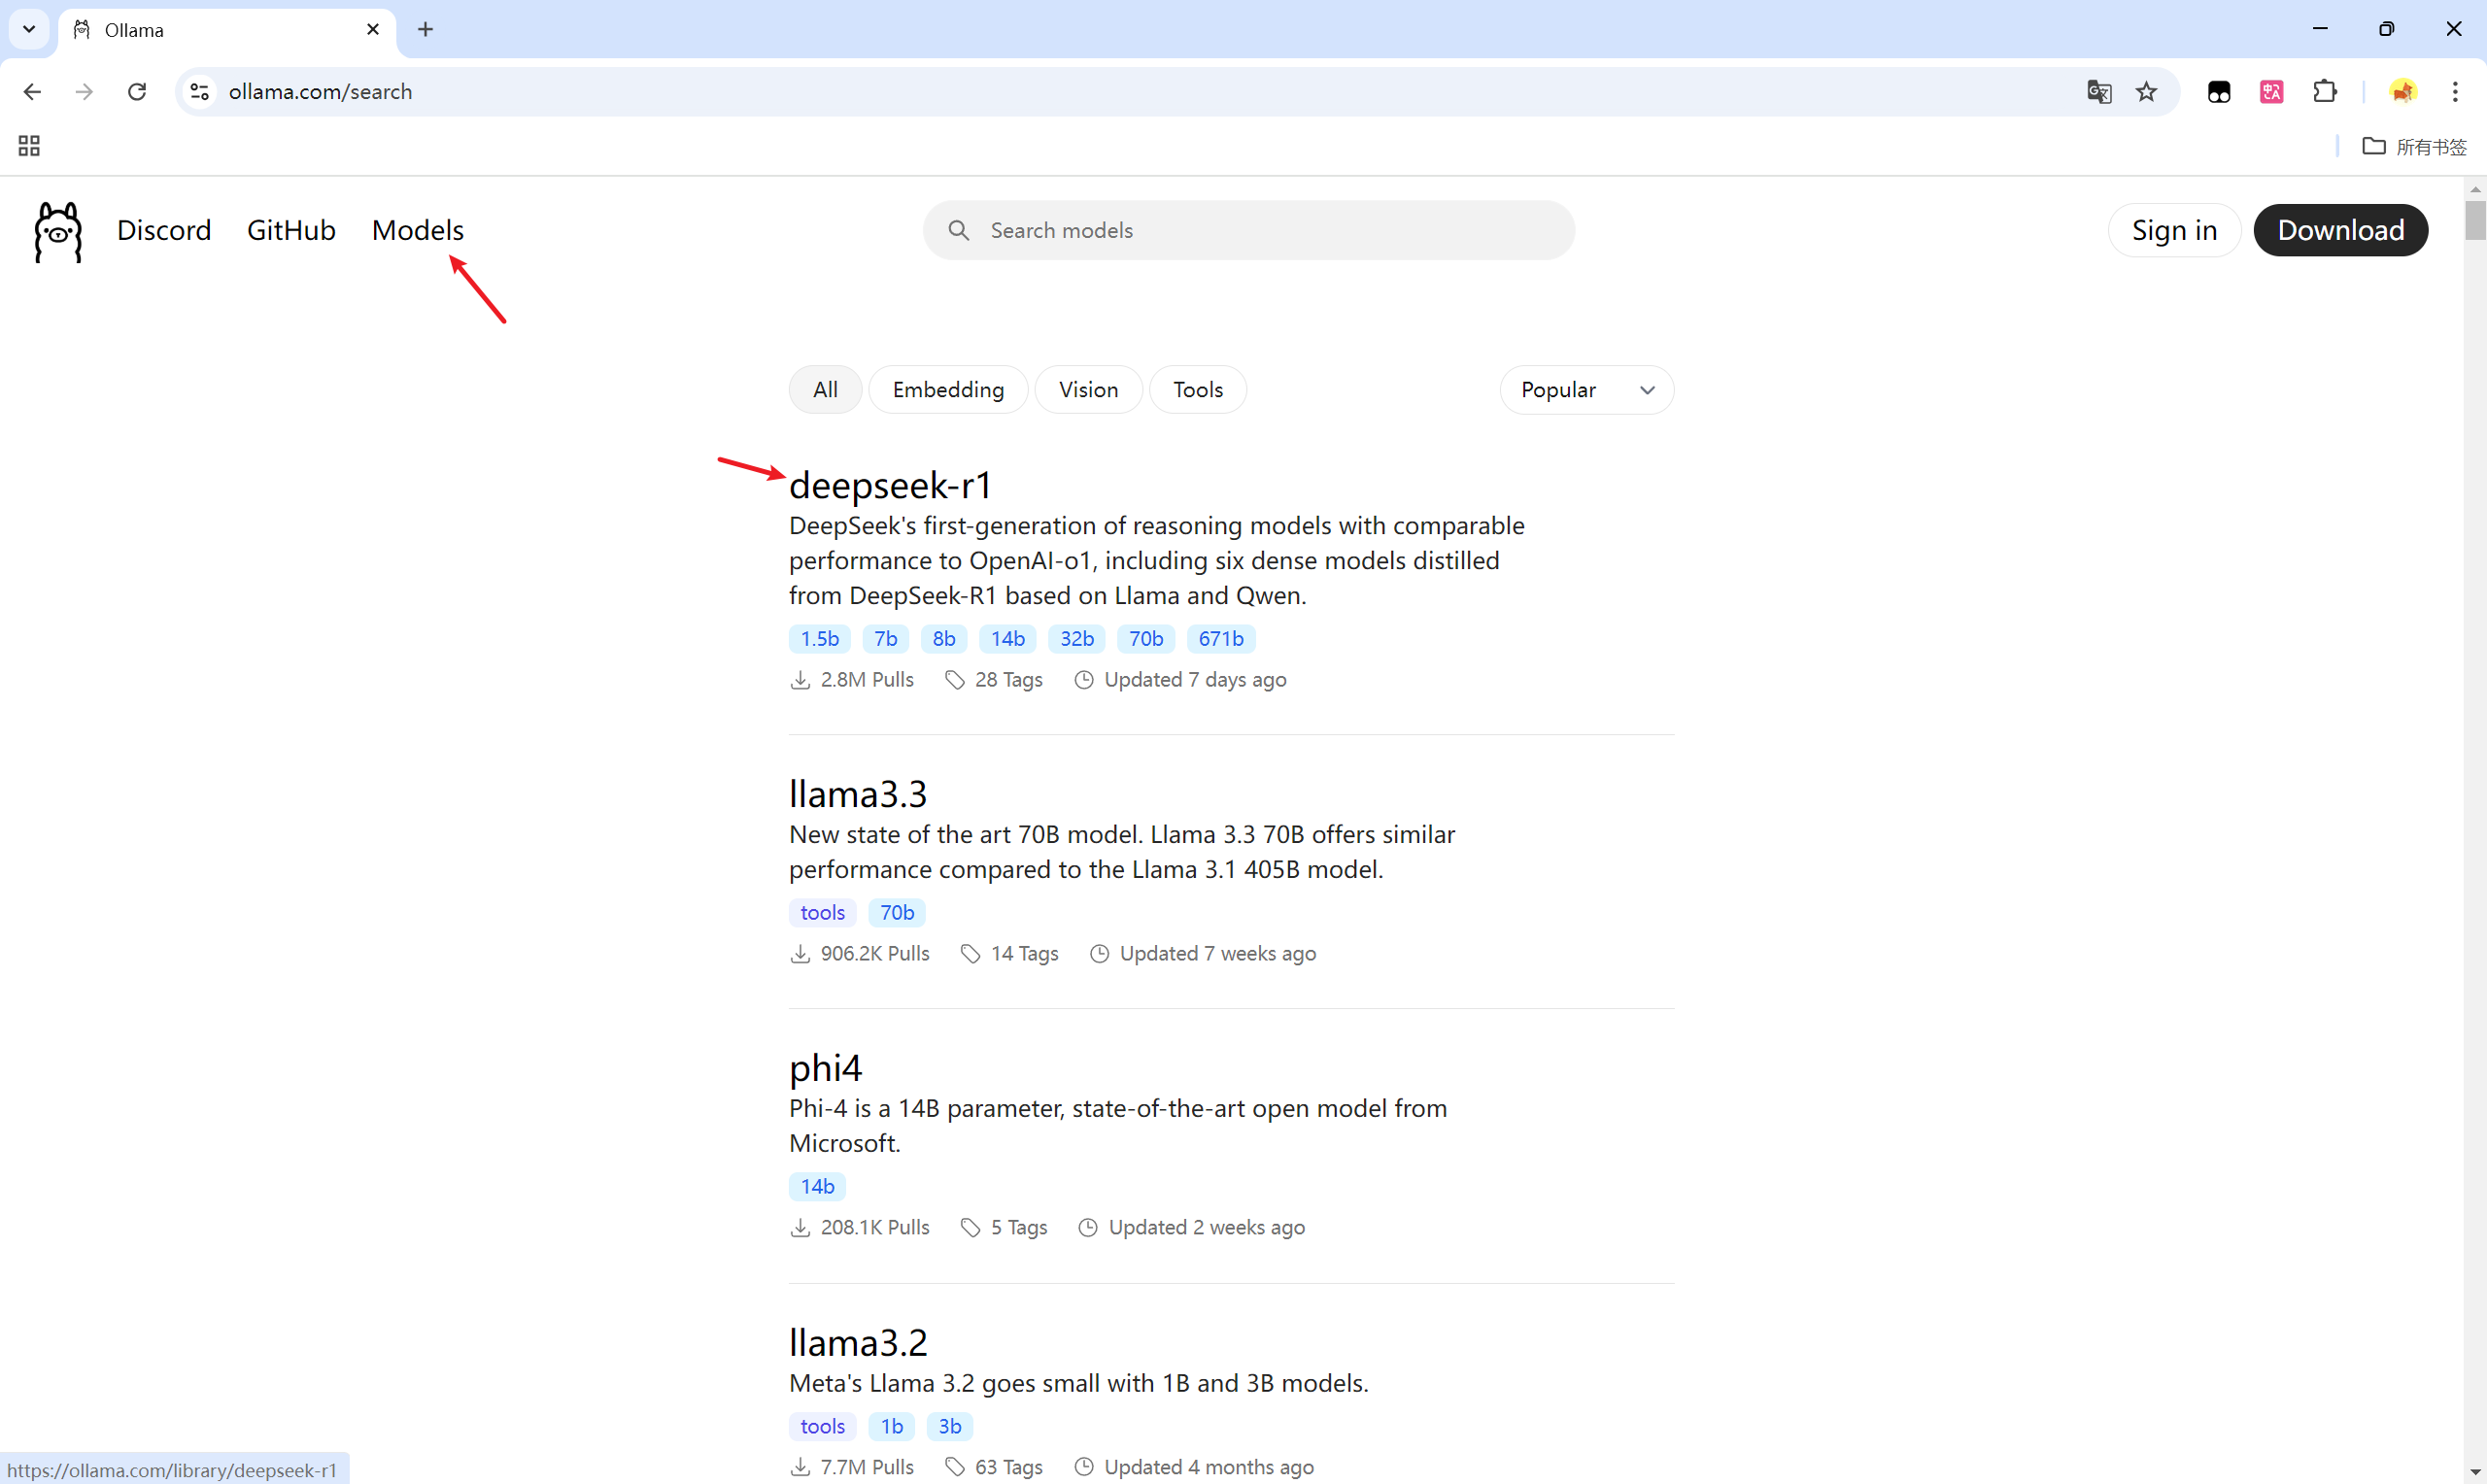 Ollama
ollama.com/search
所有书签
Discord GitHub Models
Search models
Sign in Download
All Embedding Vision Tools Popular
deepseek-r1
DeepSeek's first-generation of reasoning models with comparable
performance to OpenAI-o1, including six dense models distilled
from DeepSeek-R1 based on Llama and Qwen.
1.5b 7b 8b 14b 32b 70b 671b
2.8M Pulls 28 Tags Updated 7 days ago
llama3.3
New state of the art 70B model. Llama 3.3 70B offers similar
performance compared to the Llama 3.1 405B model.
tools 70b
906.2K Pulls 14 Tags Updated 7 weeks ago
phi4
Phi-4 is a 14B parameter, state-of-the-art open model from
Microsoft.
14b
208.1K Pulls 5 Tags Updated 2 weeks ago
llama3.2
Meta's Llama 3.2 goes small with 1B and 3B models.
tools 1b 3b
7.7M Pulls 63 Tags Updated 4 months ago
https://ollama.com/library/deepseek-r1